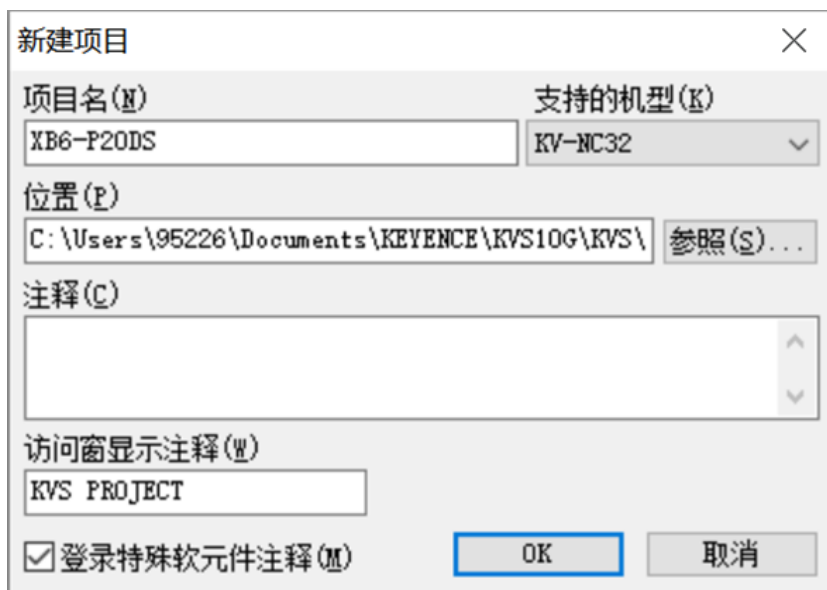 新建项目
项目名(N)
支持的机型(K)
XB6-P20DS
KV-NC32
位置(P)
C:\Users\95226\Documents\KEYENCE\KVS10G\KVS\
参照(S)...
注释(C)
访问窗显示注释(W)
KVS PROJECT
登录特殊软元件注释(M)
OK
取消